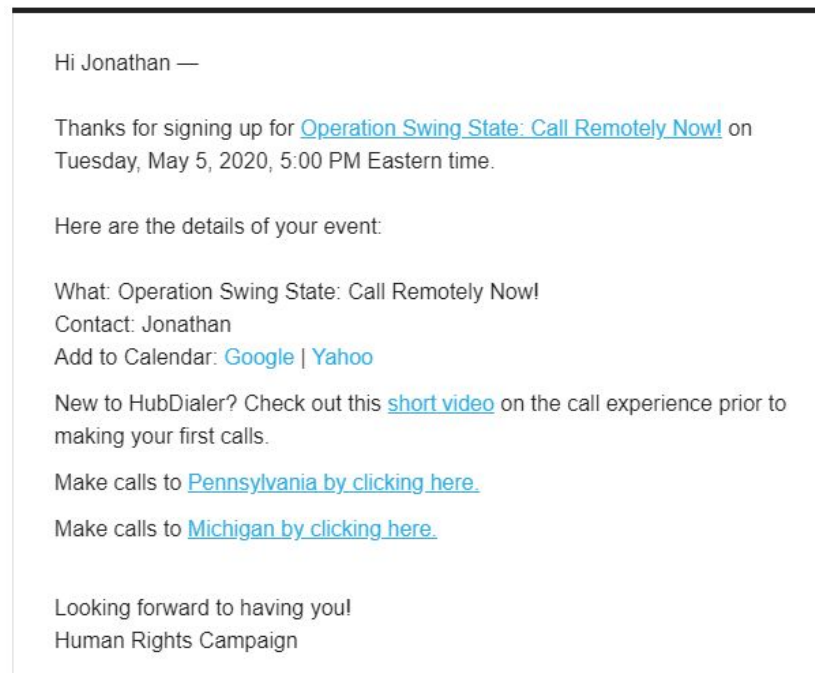 Hi Jonathan —
Thanks for signing up for Operation Swing State: Call Remotely Now! on
Tuesday, May 5, 2020, 5:00 PM Eastern time.
Here are the details of your event:
What: Operation Swing State: Call Remotely Now!
Contact: Jonathan
Add to Calendar: Google | Yahoo
New to HubDialer? Check out this short video on the call experience prior to
making your first calls.
Make calls to Pennsylvania by clicking here.
Make calls to Michigan by clicking here.
Looking forward to having you!
Human Rights Campaign